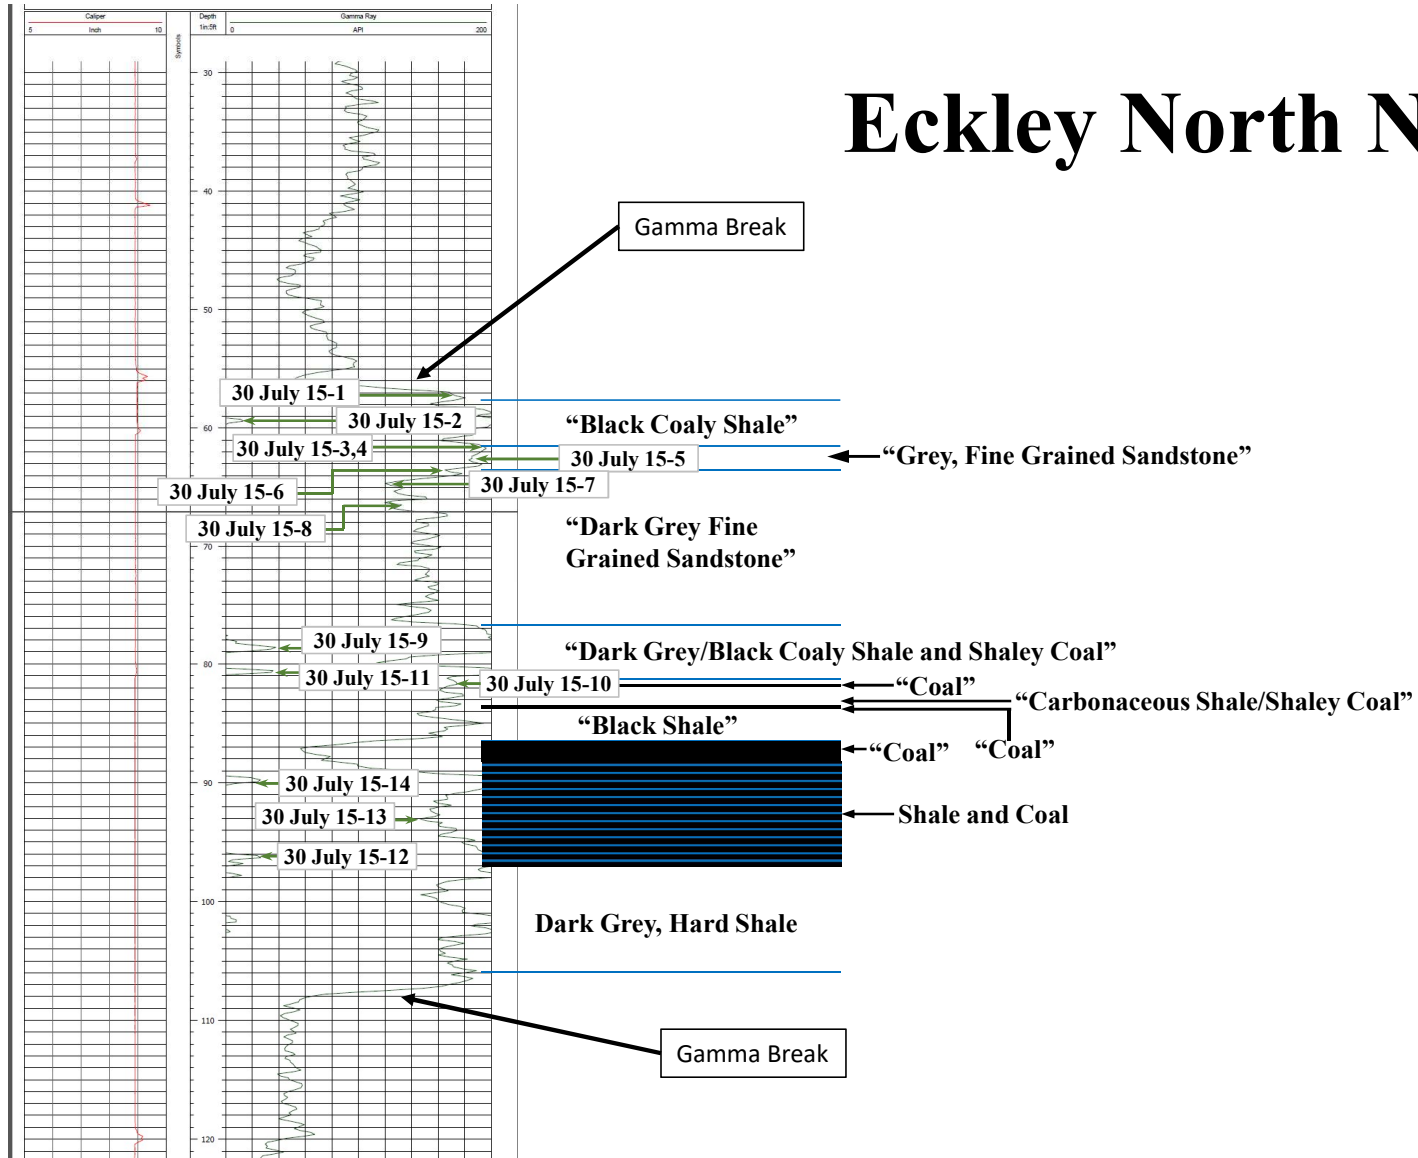 Caliper
5 Inch 10
Symbols
Depth
1in:5ft
Gamma Ray
0 API 200
Eckley North N
30
40
50
60
70
80
90
100
110
120
Gamma Break
30 July 15-1
30 July 15-2
30 July 15-3,4
30 July 15-5
30 July 15-6
30 July 15-7
30 July 15-8
30 July 15-9
30 July 15-11
30 July 15-10
30 July 15-14
30 July 15-13
30 July 15-12
“Black Coaly Shale”
“Grey, Fine Grained Sandstone”
“Dark Grey Fine
Grained Sandstone”
“Dark Grey/Black Coaly Shale and Shaley Coal”
“Coal”
“Carbonaceous Shale/Shaley Coal”
“Black Shale”
“Coal” “Coal”
Shale and Coal
Dark Grey, Hard Shale
Gamma Break